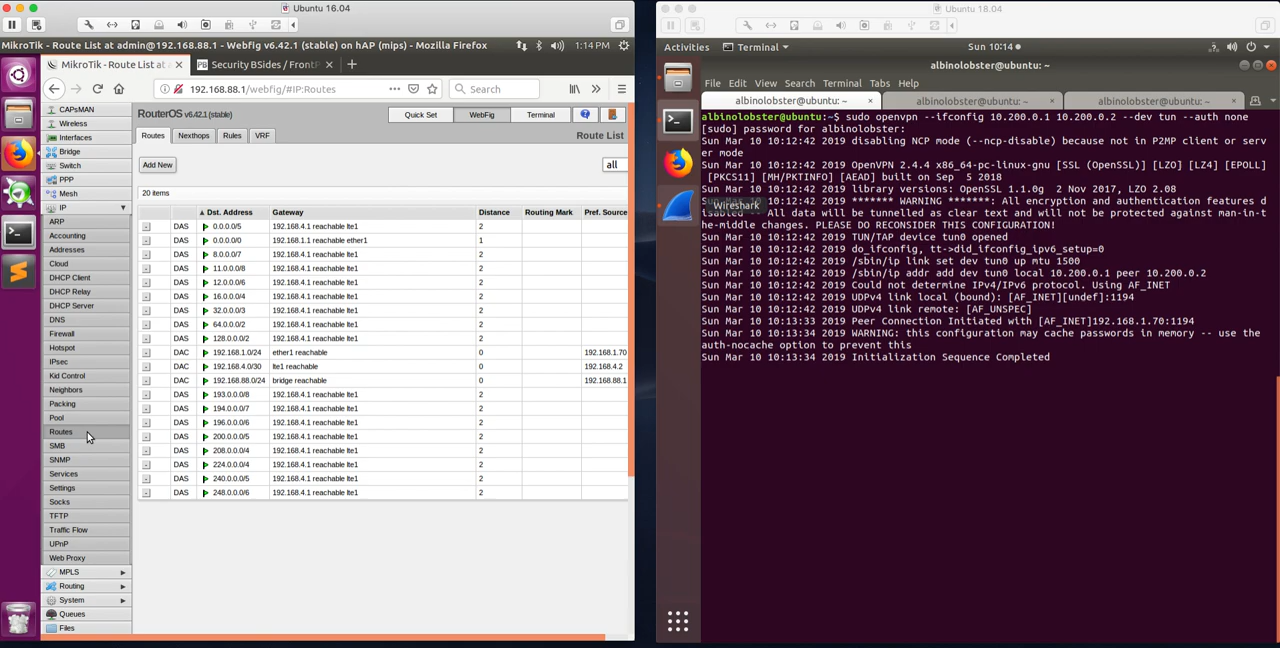 Ubuntu 16.04
MikroTik - Route List at admin@192.168.88.1 - Webfig v6.42.1 (stable) on hAP (mips) - Mozilla Firefox
1:14 PM
MikroTik - Route List at
Security BSides / FrontP
192.168.88.1/webfig/#IP:Routes
Search
CAPsMAN
Wireless
Interfaces
Bridge
Switch
PPP
Mesh
IP
ARP
Accounting
Addresses
Cloud
DHCP Client
DHCP Relay
DHCP Server
DNS
Firewall
Hotspot
IPsec
Kid Control
Neighbors
Packing
Pool
Routes
SMB
SNMP
Services
Settings
Socks
TFTP
Traffic Flow
UPnP
Web Proxy
MPLS
Routing
System
Queues
Files
RouterOS v6.42.1 (stable)
Quick Set WebFig Terminal
Routes Nexthops Rules VRF Route List
Add New all
20 items
Dst. Address Gateway Distance Routing Mark Pref. Source
DAS 0.0.0.0/5 192.168.4.1 reachable lte1 2
DAS 0.0.0.0/0 192.168.1.1 reachable ether1 1
DAS 8.0.0.0/7 192.168.4.1 reachable lte1 2
DAS 11.0.0.0/8 192.168.4.1 reachable lte1 2
DAS 12.0.0.0/6 192.168.4.1 reachable lte1 2
DAS 16.0.0.0/4 192.168.4.1 reachable lte1 2
DAS 32.0.0.0/3 192.168.4.1 reachable lte1 2
DAS 64.0.0.0/2 192.168.4.1 reachable lte1 2
DAS 128.0.0.0/2 192.168.4.1 reachable lte1 2
DAC 192.168.1.0/24 ether1 reachable 0 192.168.1.70
DAC 192.168.4.0/30 lte1 reachable 0 192.168.4.2
DAC 192.168.88.0/24 bridge reachable 0 192.168.88.1
DAS 193.0.0.0/8 192.168.4.1 reachable lte1 2
DAS 194.0.0.0/7 192.168.4.1 reachable lte1 2
DAS 196.0.0.0/6 192.168.4.1 reachable lte1 2
DAS 200.0.0.0/5 192.168.4.1 reachable lte1 2
DAS 208.0.0.0/4 192.168.4.1 reachable lte1 2
DAS 224.0.0.0/4 192.168.4.1 reachable lte1 2
DAS 240.0.0.0/5 192.168.4.1 reachable lte1 2
DAS 248.0.0.0/6 192.168.4.1 reachable lte1 2
Ubuntu 18.04
Activities Terminal Sun 10:14
albinolobster@ubuntu: ~
File Edit View Search Terminal Tabs Help
albinolobster@ubuntu: ~ albinolobster@ubuntu: ~ albinolobster@ubuntu: ~
albinolobster@ubuntu:~$ sudo openvpn --ifconfig 10.200.0.1 10.200.0.2 --dev tun --auth none
[sudo] password for albinolobster:
Sun Mar 10 10:12:42 2019 disabling NCP mode (--ncp-disable) because not in P2MP client or serv
er mode
Sun Mar 10 10:12:42 2019 OpenVPN 2.4.4 x86_64-pc-linux-gnu [SSL (OpenSSL)] [LZO] [LZ4] [EPOLL]
[PKCS11] [MH/PKTINFO] [AEAD] built on Sep 5 2018
Sun Mar 10 10:12:42 2019 library versions: OpenSSL 1.1.0g 2 Nov 2017, LZO 2.08
Sun Mar 10 10:12:42 2019 ******* WARNING *******: All encryption and authentication features d
isabled -- All data will be tunnelled as clear text and will not be protected against man-in-t
he-middle changes. PLEASE DO RECONSIDER THIS CONFIGURATION!
Sun Mar 10 10:12:42 2019 TUN/TAP device tun0 opened
Sun Mar 10 10:12:42 2019 do_ifconfig, tt->did_ifconfig_ipv6_setup=0
Sun Mar 10 10:12:42 2019 /sbin/ip link set dev tun0 up mtu 1500
Sun Mar 10 10:12:42 2019 /sbin/ip addr add dev tun0 local 10.200.0.1 peer 10.200.0.2
Sun Mar 10 10:12:42 2019 Could not determine IPv4/IPv6 protocol. Using AF_INET
Sun Mar 10 10:12:42 2019 UDPv4 link local (bound): [AF_INET][undef]:1194
Sun Mar 10 10:12:42 2019 UDPv4 link remote: [AF_UNSPEC]
Sun Mar 10 10:13:33 2019 Peer Connection Initiated with [AF_INET]192.168.1.70:1194
Sun Mar 10 10:13:34 2019 WARNING: this configuration may cache passwords in memory -- use the
auth-nocache option to prevent this
Sun Mar 10 10:13:34 2019 Initialization Sequence Completed
Wireshark